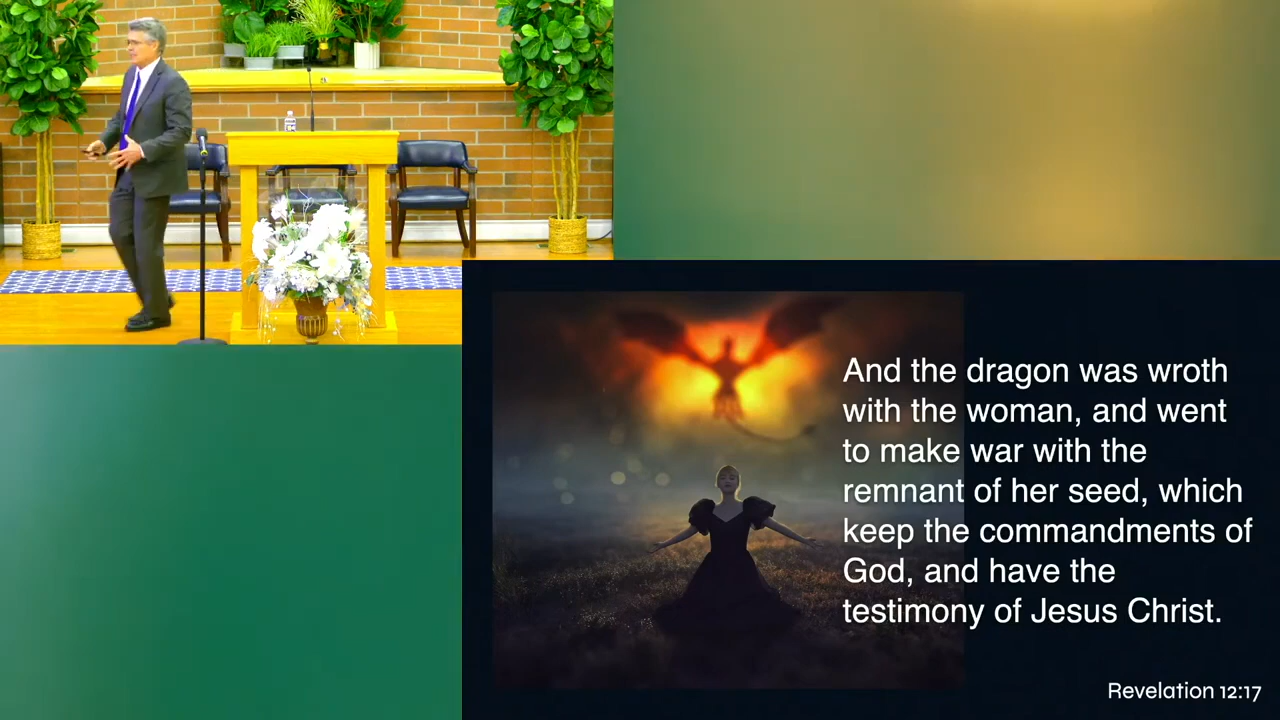 And the dragon was wroth
with the woman, and went
to make war with the
remnant of her seed, which
keep the commandments of
God, and have the
testimony of Jesus Christ.
Revelation 12:17